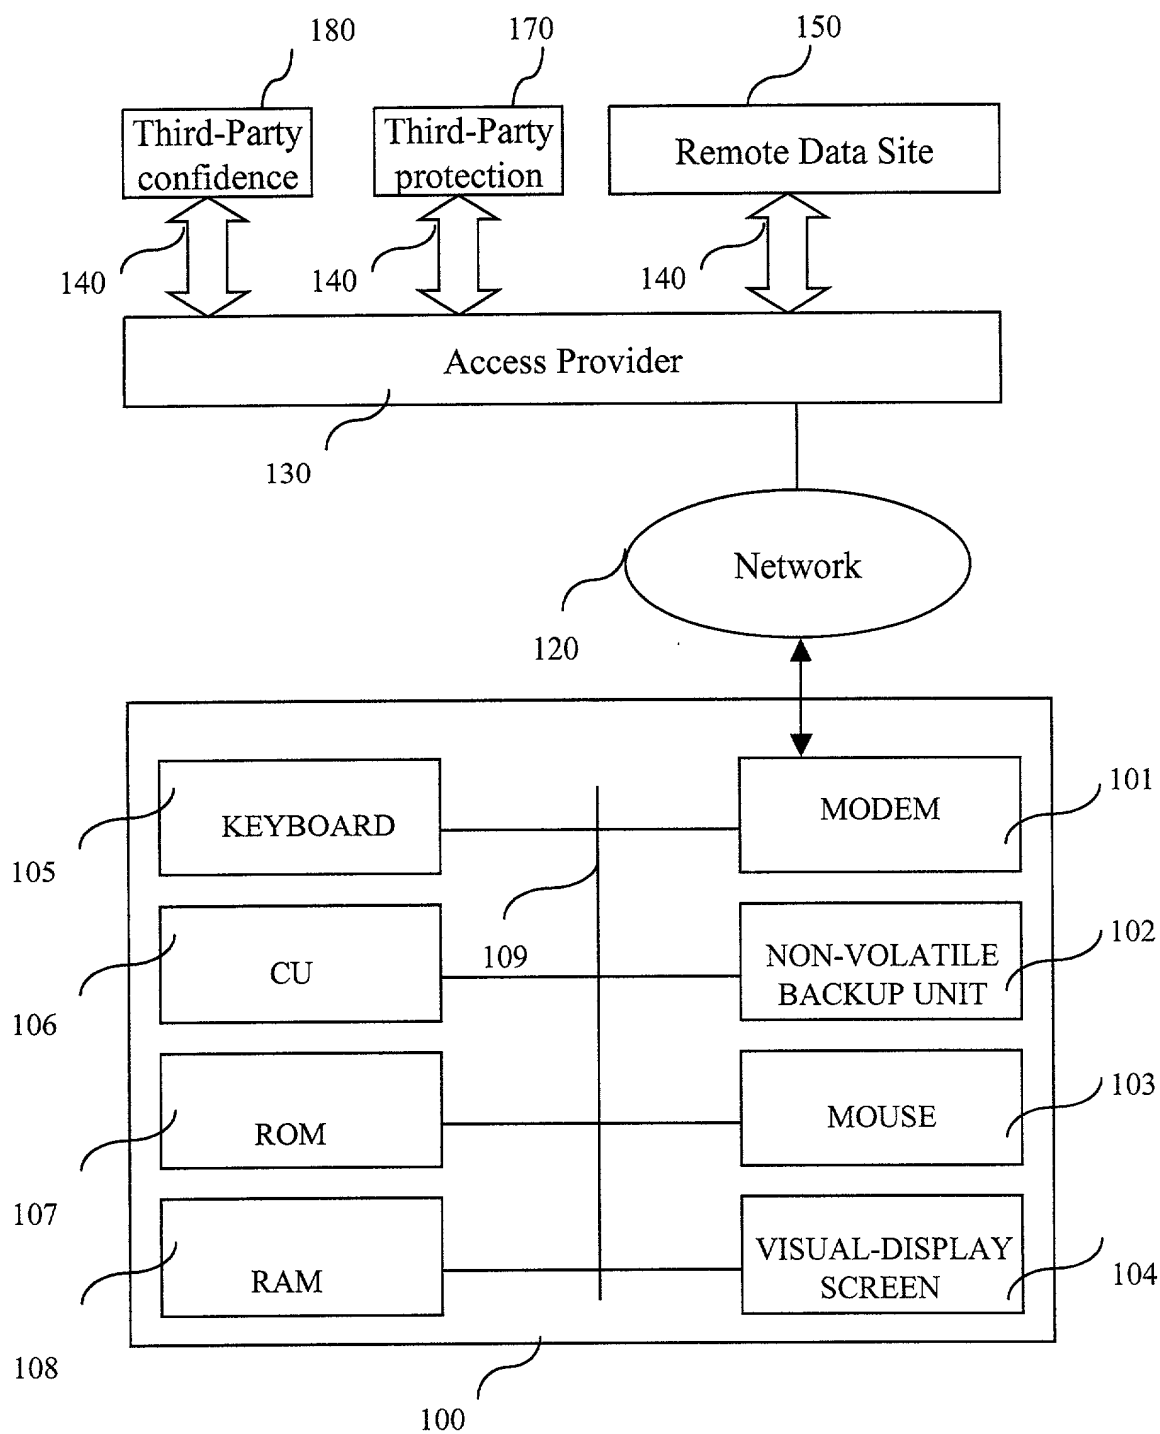 180
170
150
Third-Party
confidence
Third-Party
protection
Remote Data Site
140
140
140
Access Provider
130
Network
120
KEYBOARD
MODEM
101
105
109
CU
NON-VOLATILE
BACKUP UNIT
102
106
ROM
MOUSE
103
107
RAM
VISUAL-DISPLAY
SCREEN
104
108
100